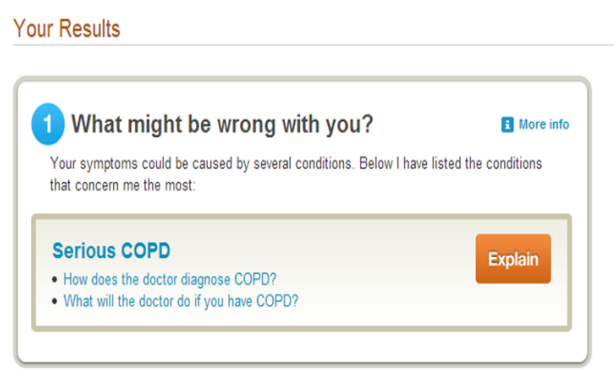 Your Results
1 What might be wrong with you?
More info
Your symptoms could be caused by several conditions. Below I have listed the conditions
that concern me the most:
Serious COPD
Explain
• How does the doctor diagnose COPD?
• What will the doctor do if you have COPD?